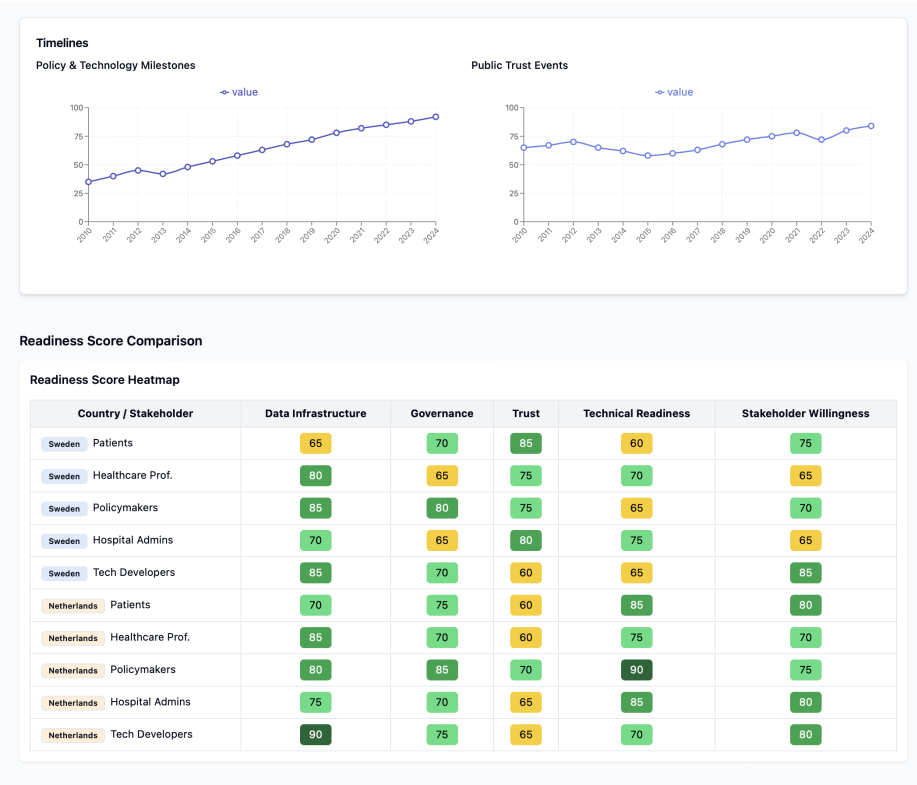 Timelines
Policy & Technology Milestones
value
100
75
50
25
0
2010 2011 2012 2013 2014 2015 2016 2017 2018 2019 2020 2021 2022 2023 2024
Public Trust Events
value
100
75
50
25
0
2010 2011 2012 2013 2014 2015 2016 2017 2018 2019 2020 2021 2022 2023 2024
Readiness Score Comparison
Readiness Score Heatmap
Country / Stakeholder Data Infrastructure Governance Trust Technical Readiness Stakeholder Willingness
Sweden Patients 65 70 85 60 75
Sweden Healthcare Prof. 80 65 75 70 65
Sweden Policymakers 85 80 75 65 70
Sweden Hospital Admins 70 65 80 75 65
Sweden Tech Developers 85 70 60 65 85
Netherlands Patients 70 75 60 85 80
Netherlands Healthcare Prof. 85 70 60 75 70
Netherlands Policymakers 80 85 70 90 75
Netherlands Hospital Admins 75 70 65 85 80
Netherlands Tech Developers 90 75 65 70 80